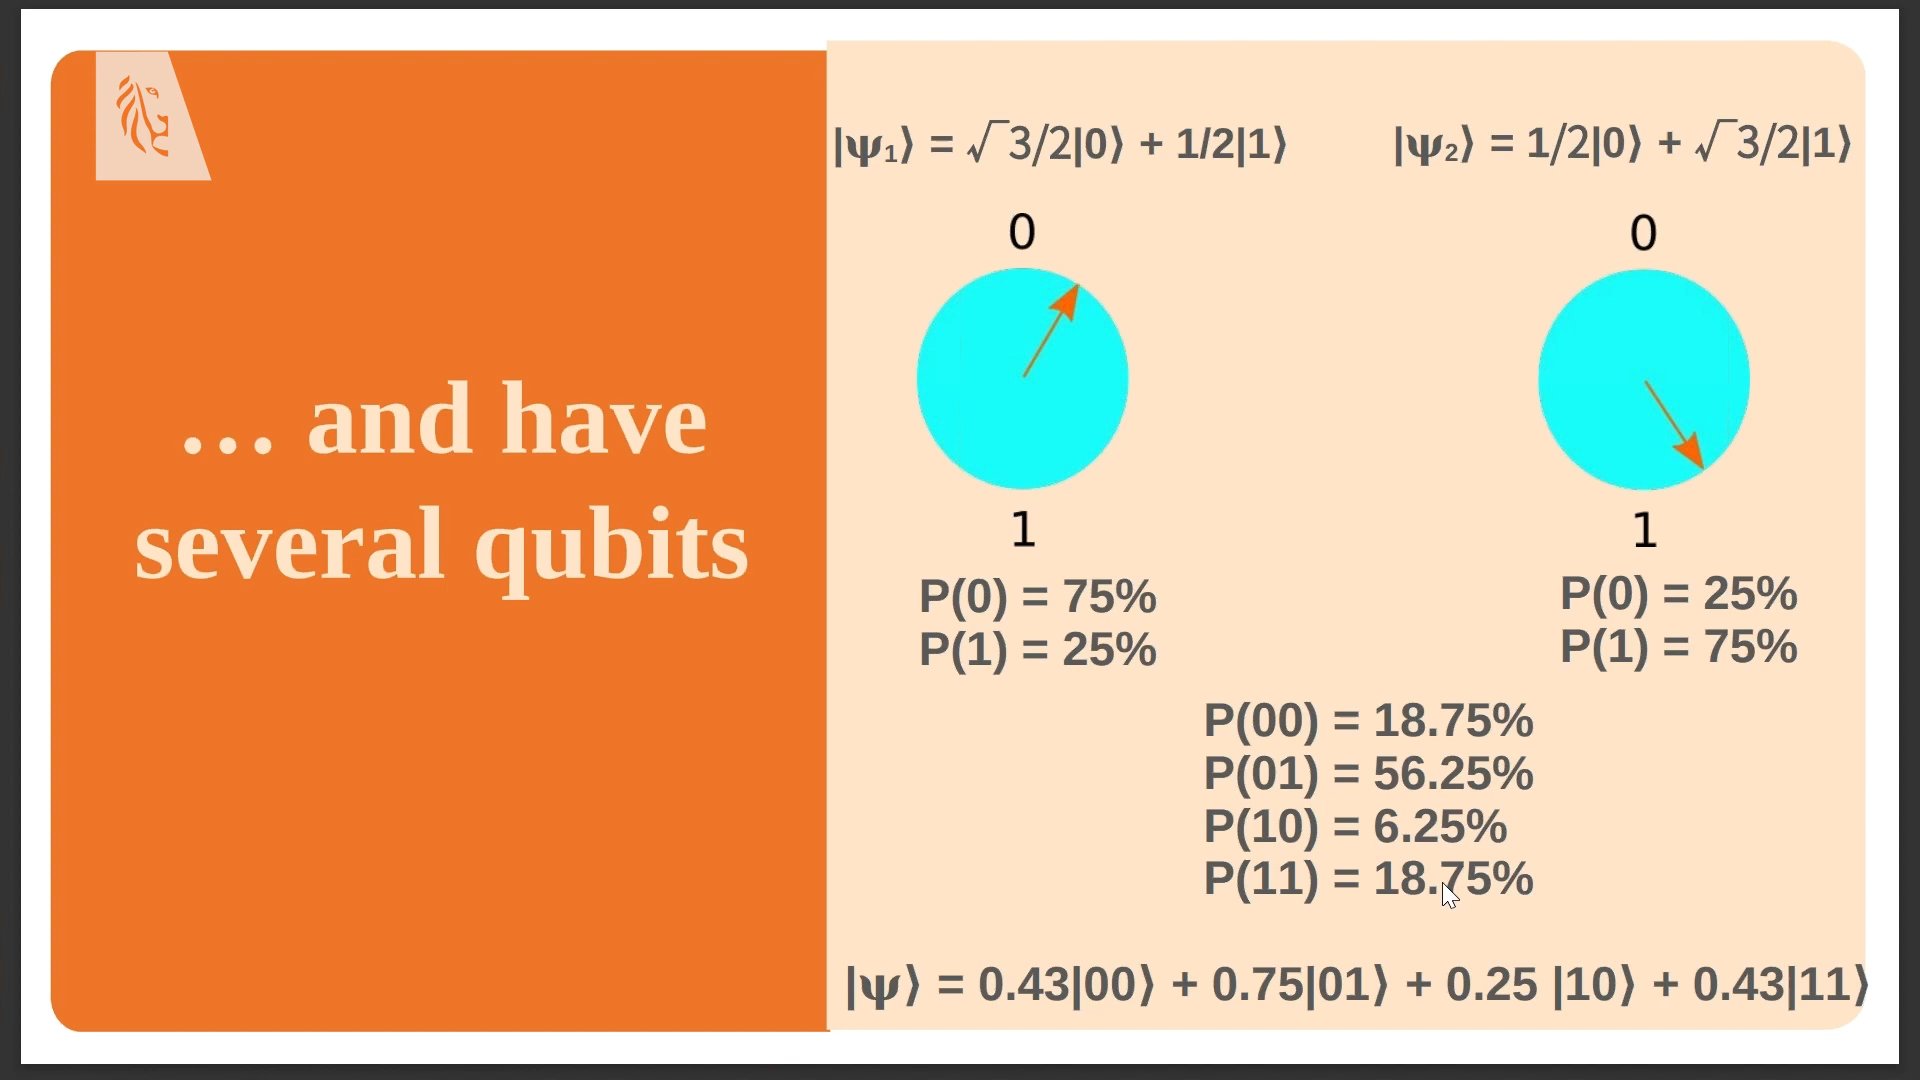 … and have
several qubits
|ψ₁⟩ = √3/2|0⟩ + 1/2|1⟩
|ψ₂⟩ = 1/2|0⟩ + √3/2|1⟩
0
1
P(0) = 75%
P(1) = 25%
0
1
P(0) = 25%
P(1) = 75%
P(00) = 18.75%
P(01) = 56.25%
P(10) = 6.25%
P(11) = 18.75%
|ψ⟩ = 0.43|00⟩ + 0.75|01⟩ + 0.25 |10⟩ + 0.43|11⟩